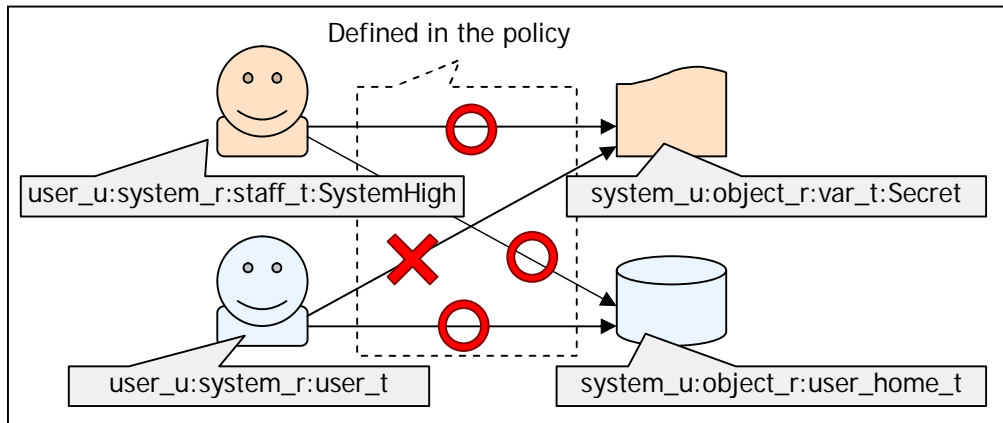 Defined in the policy
user_u:system_r:staff_t:SystemHigh
system_u:object_r:var_t:Secret
user_u:system_r:user_t
system_u:object_r:user_home_t